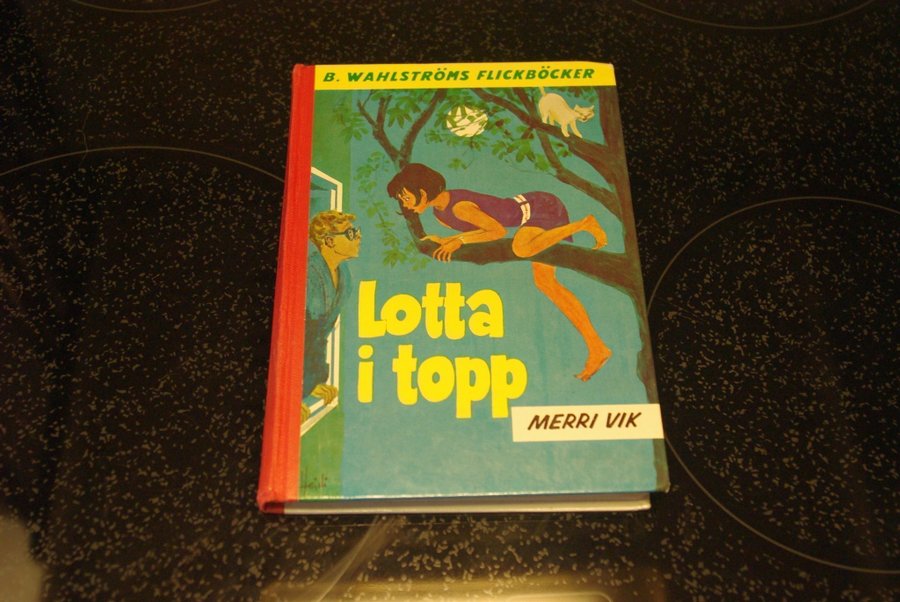 B. WAHLSTRÖMS FLICKBÖCKER
Lotta
i topp
MERRI VIK